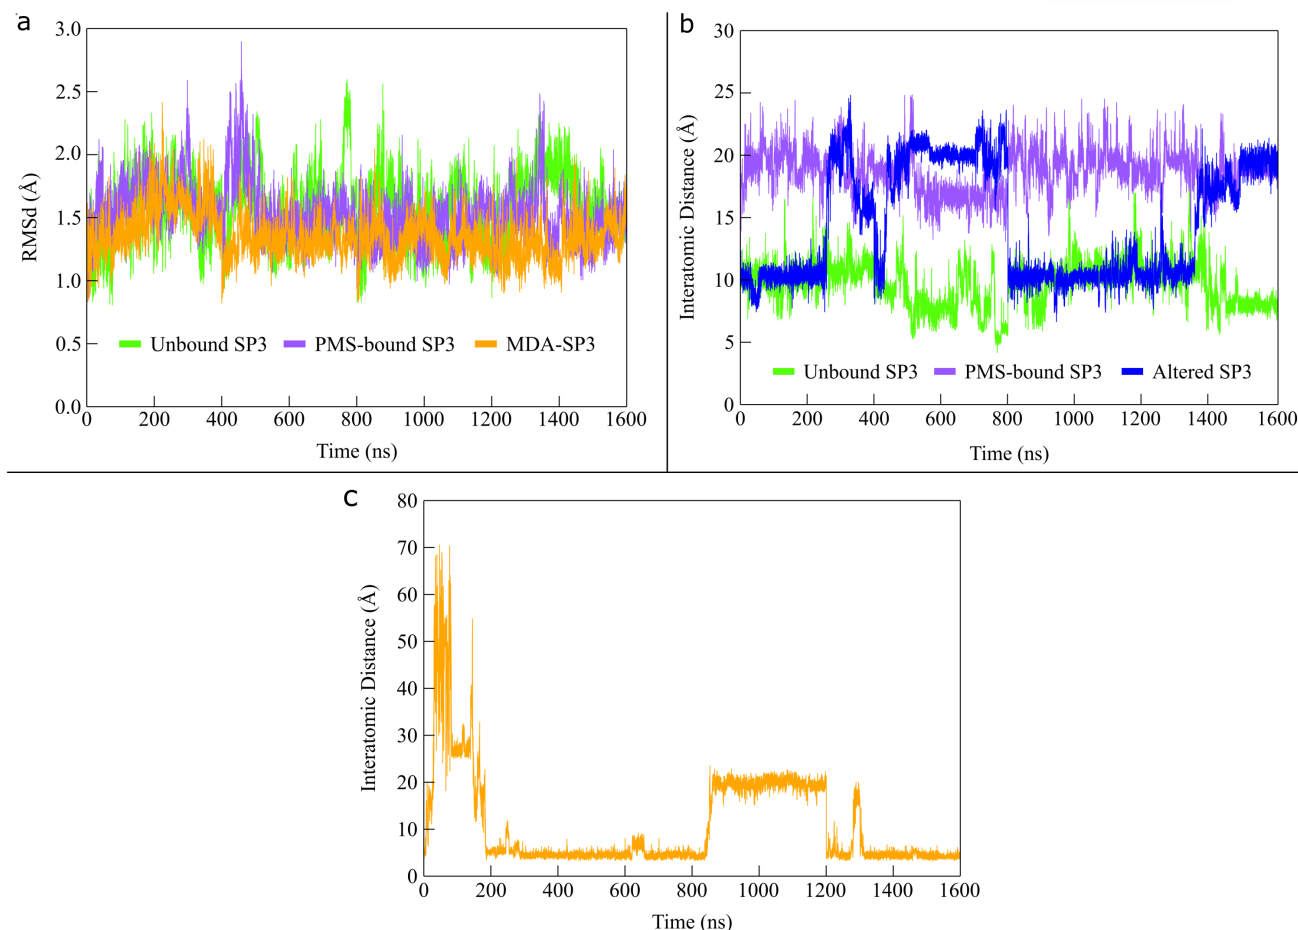 a
3.0
2.5
2.0
1.5
1.0
0.5
0.0
RMSd (Å)
Unbound SP3 PMS-bound SP3 MDA-SP3
0 200 400 600 800 1000 1200 1400 1600
Time (ns)
b
30
25
20
15
10
5
0
Interatomic Distance (Å)
Unbound SP3 PMS-bound SP3 Altered SP3
0 200 400 600 800 1000 1200 1400 1600
Time (ns)
c
80
70
60
50
40
30
20
10
0
Interatomic Distance (Å)
0 200 400 600 800 1000 1200 1400 1600
Time (ns)